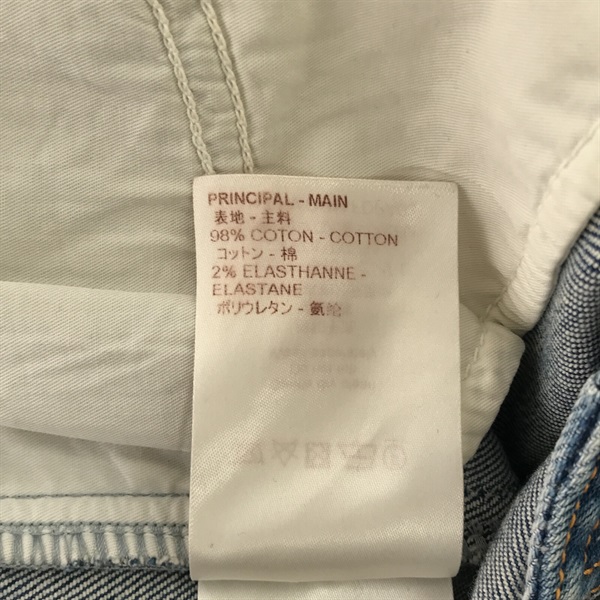 PRINCIPAL - MAIN
表地 - 主料
98% COTON - COTTON
コットン - 棉
2% ELASTHANNE -
ELASTANE
ポリウレタン - 氨綸